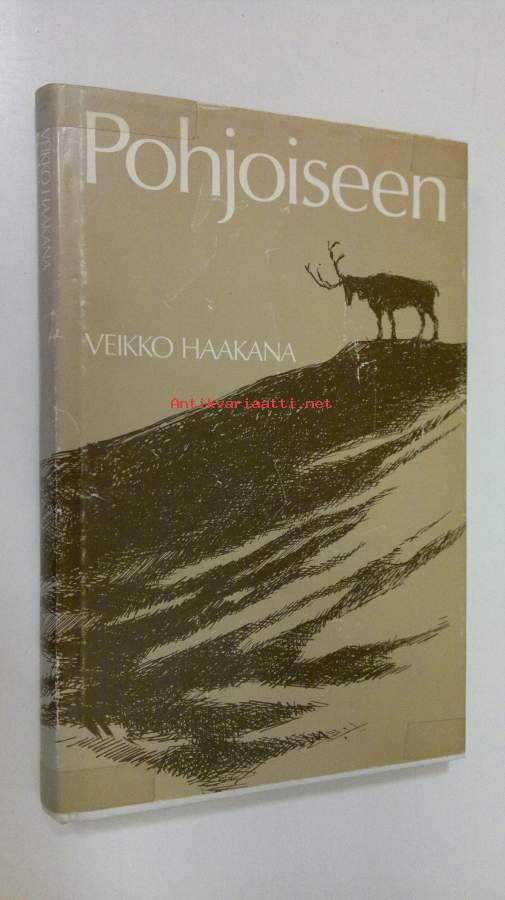 Pohjoiseen
VEIKKO HAAKANA
VEIKKO HAAKANA
Antikvariaatti.net